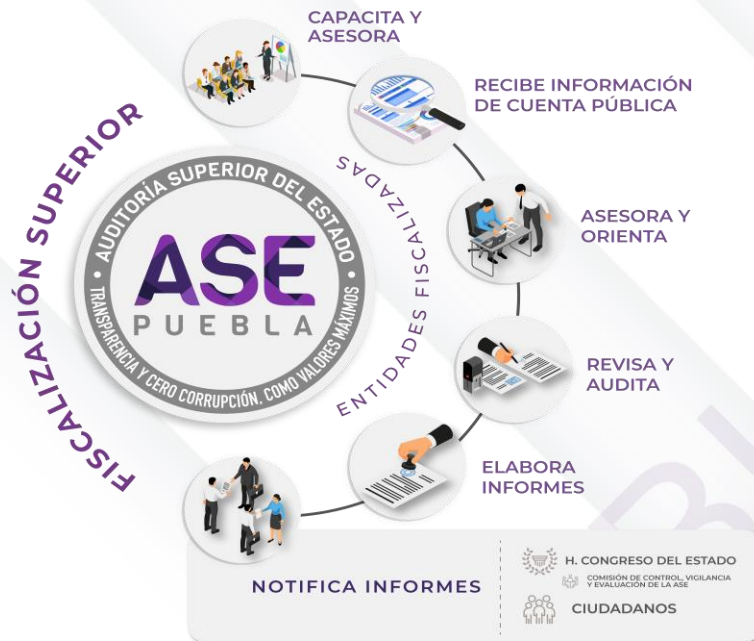 CAPACITA Y
ASESORA
RECIBE INFORMACIÓN
DE CUENTA PÚBLICA
FISCALIZACIÓN SUPERIOR
AUDITORÍA SUPERIOR DEL ESTADO
ASE
PUEBLA
TRANSPARENCIA Y CERO CORRUPCIÓN, COMO VALORES MÁXIMOS
ENTIDADES FISCALIZADAS
ASESORA Y
ORIENTA
REVISA Y
AUDITA
ELABORA
INFORMES
NOTIFICA INFORMES
H. CONGRESO DEL ESTADO
COMISIÓN DE CONTROL, VIGILANCIA
Y EVALUACIÓN DE LA ASE
CIUDADANOS